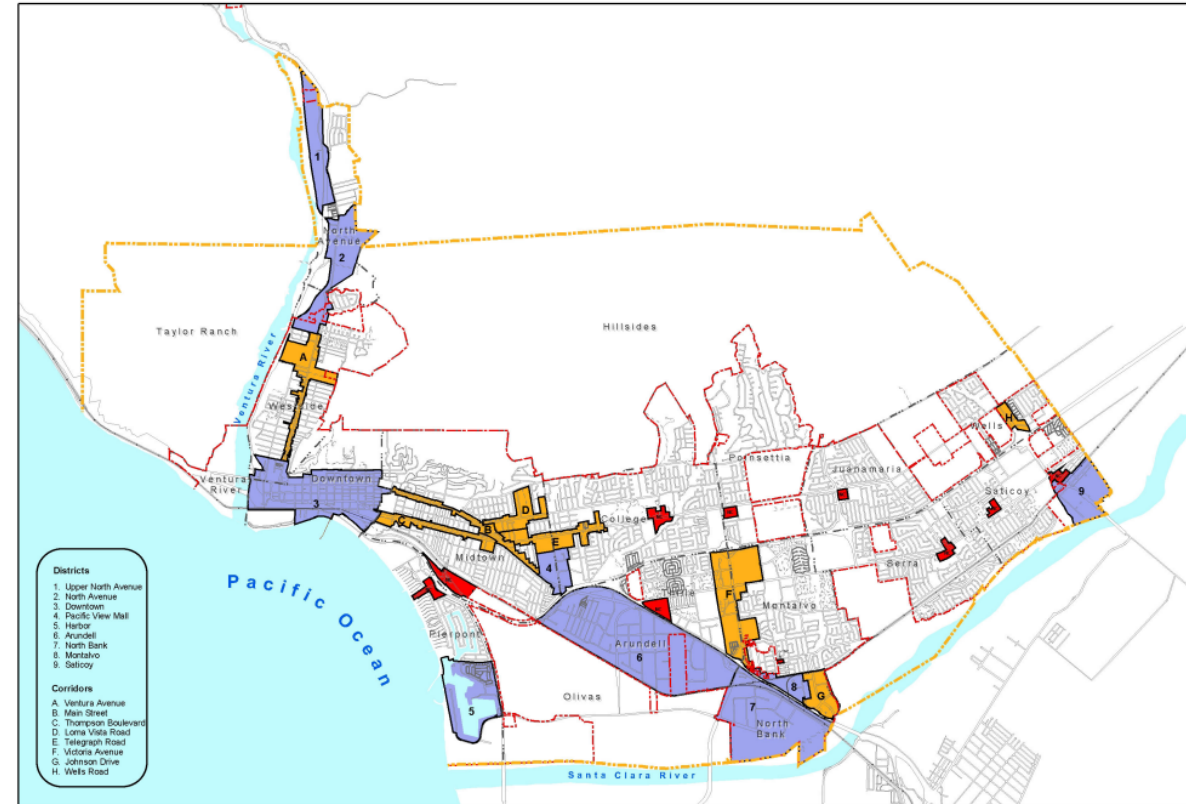 1
North
Avenue
2
Taylor Ranch
Hillsides
Ventura River
A
Westside
H
Wells
Poinsettia
Juanamaria
Ventura
River
Downtown
3
9
Saticoy
D
C
B
College
E
Midtown
4
Serra
Thille
F
Montalvo
Pacific Ocean
Pierpont
Arundell
6
8
G
Olivas
5
7
North
Bank
Santa Clara River
Districts
1. Upper North Avenue
2. North Avenue
3. Downtown
4. Pacific View Mall
5. Harbor
6. Arundell
7. North Bank
8. Montalvo
9. Saticoy
Corridors
A. Ventura Avenue
B. Main Street
C. Thompson Boulevard
D. Loma Vista Road
E. Telegraph Road
F. Victoria Avenue
G. Johnson Drive
H. Wells Road